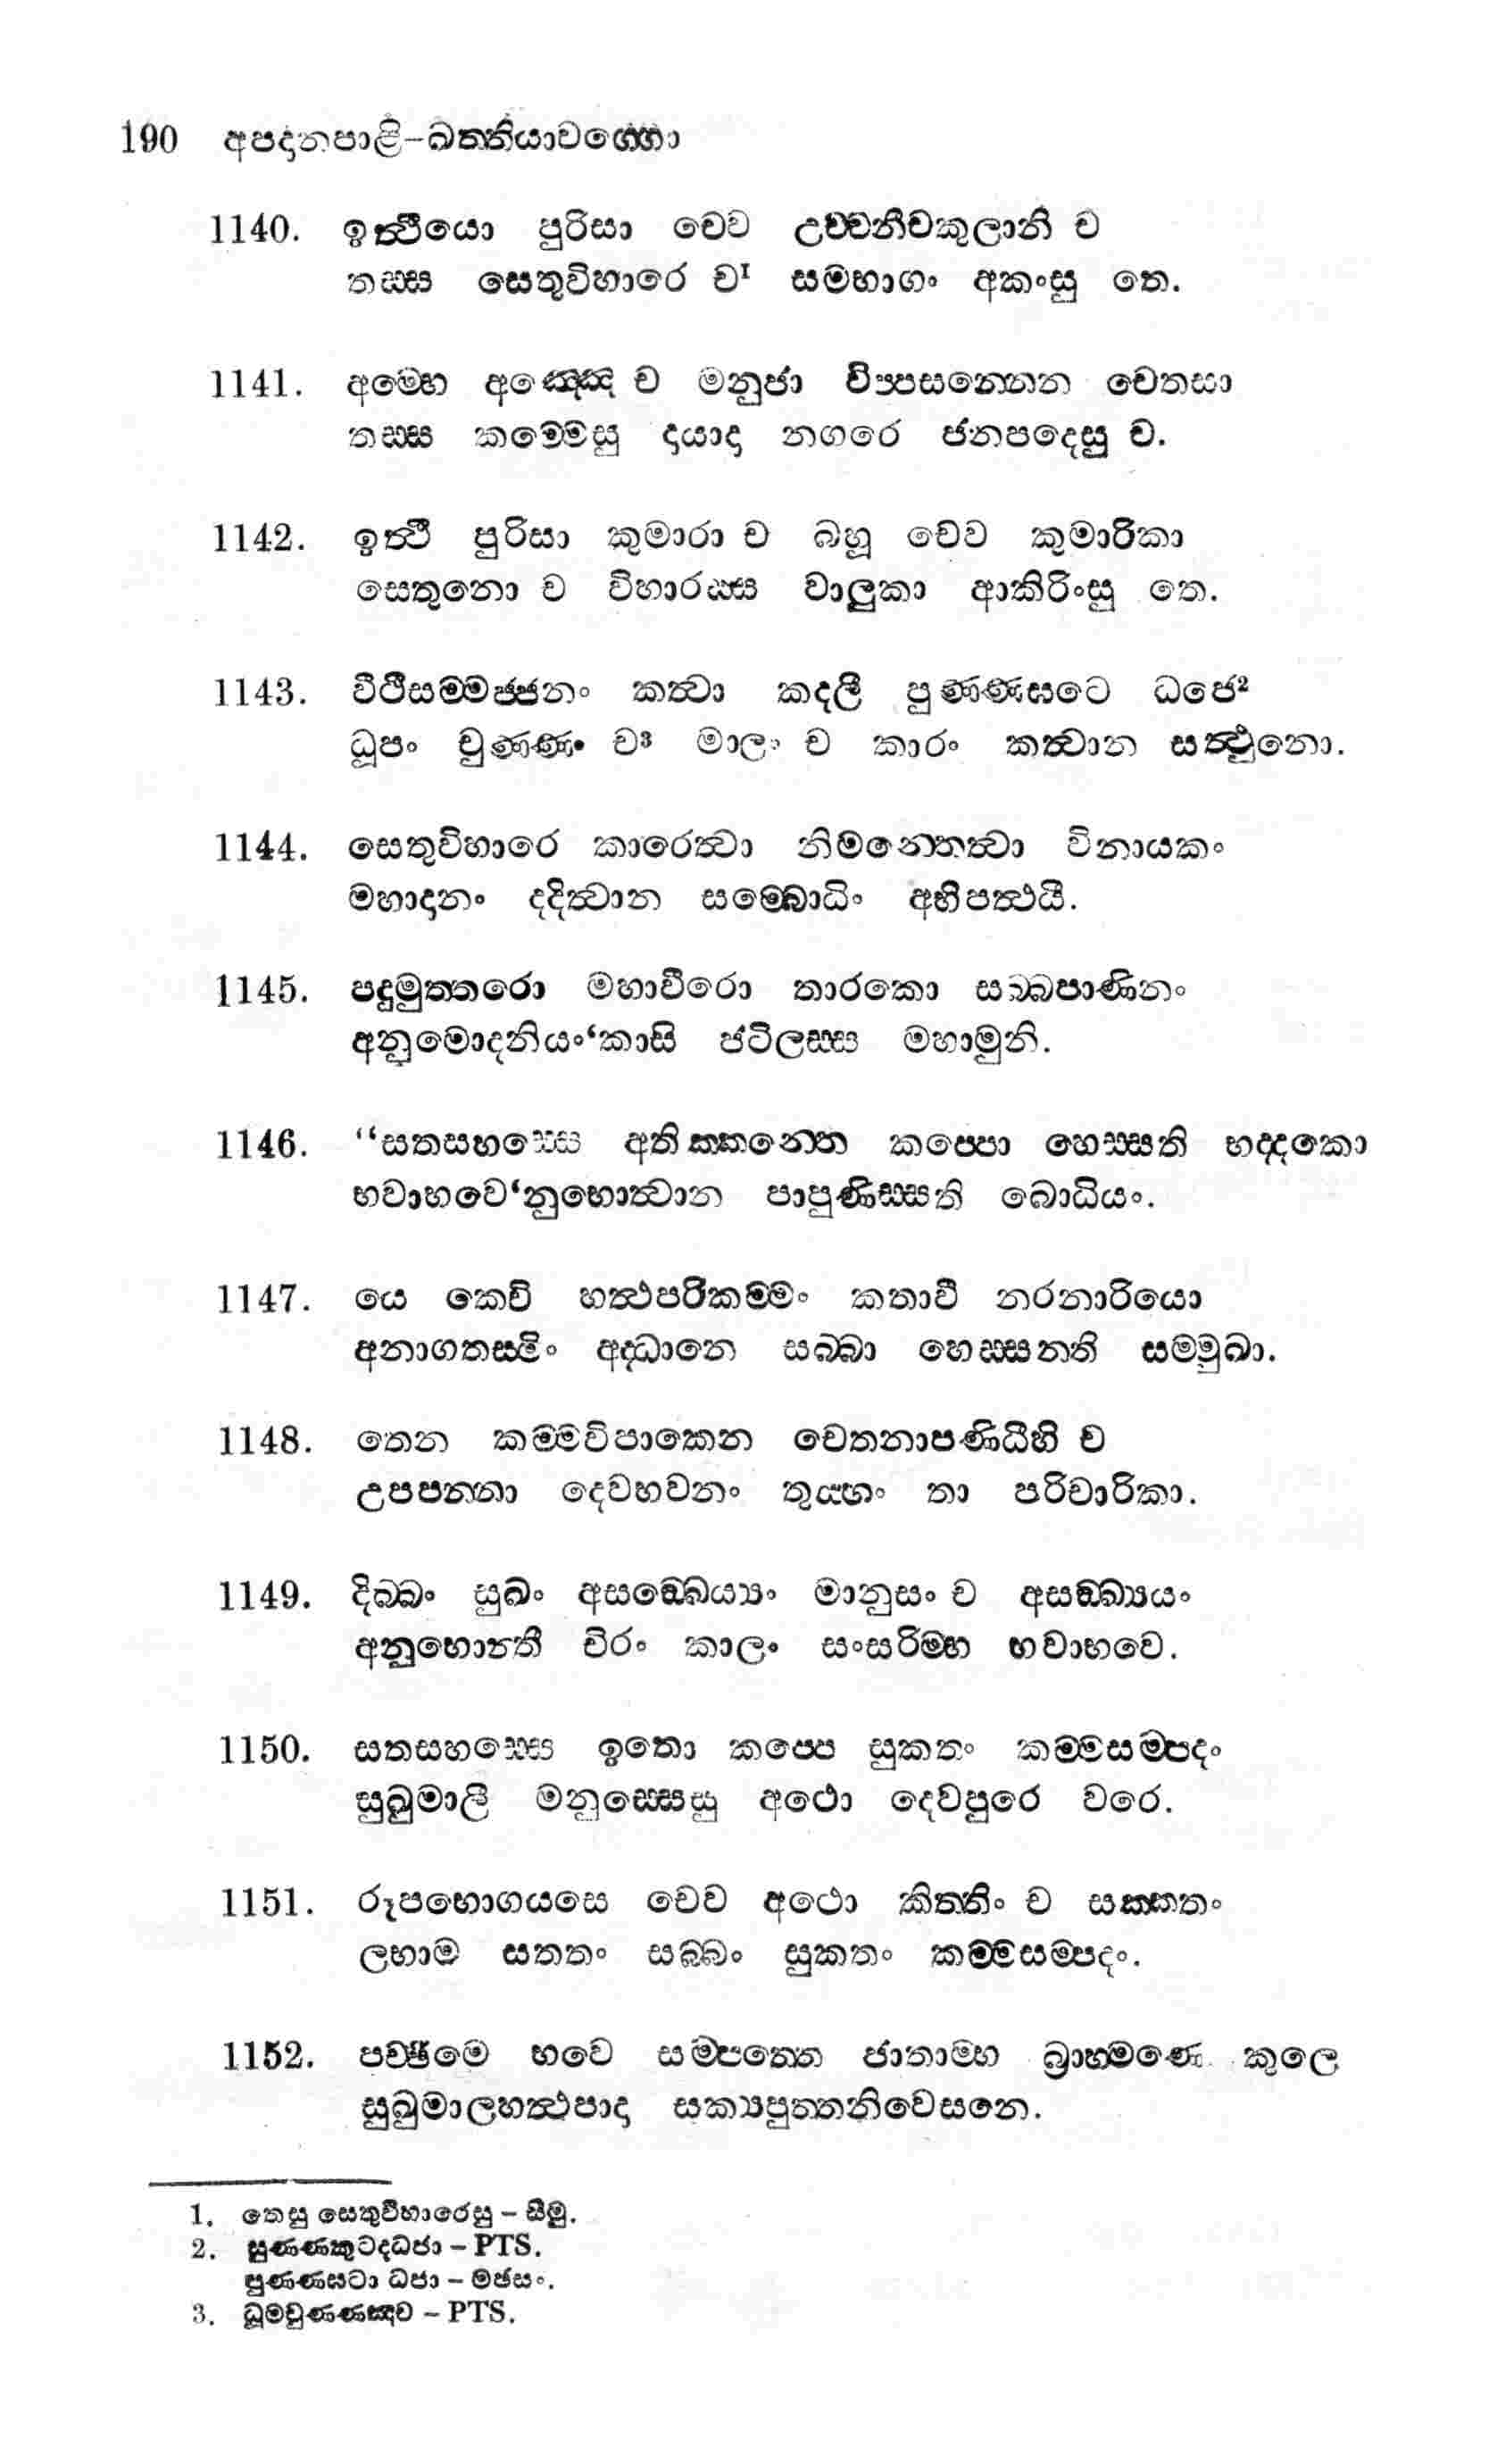 190 අපදානපාළි-ඛත්තියාවග්ගො
1140. ඉත්ථියො පුරිසා චෙව උච්චනීචකුලානි ච
තස්ස සෙතුවිහාරෙ ච¹ සමභාගං අකංසු තෙ.
1141. අම්හෙ අඤ්ඤෙ ච මනුජා විප්පසන්නෙන චෙතසා
තස්ස කම්මෙසු දායාදා නගරෙ ජනපදෙසු ච.
1142. ඉත්ථි පුරිසා කුමාරා ච බහූ චෙව කුමාරිකා
සෙතුනො ච විහාරස්ස වාලුකා ආකිරිංසු තෙ.
1143. වීථිසම්මජ්ජනං කත්වා කදලී පුණ්ණඝටෙ ධජෙ²
ධූපං චුණ්ණං ච³ මාලං ච කාරං කත්වාන සත්ථුනො.
1144. සෙතුවිහාරෙ කාරෙත්වා නිමන්තෙත්වා විනායකං
මහාදානං දදිත්වාන සම්බොධිං අභිපත්ථයී.
1145. පදුමුත්තරො මහාවීරො තාරකො සබ්බපාණිනං
අනුමොදනියං‘කාසි ජටිලස්ස මහාමුනි.
1146. “සතසහස්සෙ අතික්කන්තෙ කප්පො හෙස්සති භද්දකො
භවාභවෙ‘නුභොත්වාන පාපුණිස්සති බොධියං.
1147. යෙ කෙචි හත්ථපරිකම්මං කතාවී නරනාරියො
අනාගතස්මිං අද්ධානෙ සබ්බා හෙස්සන්ති සම්මුඛා.
1148. තෙන කම්මවිපාකෙන චෙතනාපණිධීහි ච
උපපන්නා දෙවභවනං තුය්හං තා පරිචාරිකා.
1149. දිබ්බං සුඛං අසඞ්ඛෙය්‍යං මානුසං ච අසඞ්ඛ්‍යයං
අනුභොන්තී චිරං කාලං සංසරිම්හ භවාභවෙ.
1150. සතසහස්සෙ ඉතො කප්පෙ සුකතං කම්මසම්පදං
සුඛුමාලී මනුස්සෙසු අථො දෙවපුරෙ වරෙ.
1151. රූපභොගයසෙ චෙව අථො කිත්තිං ච සක්කතං
ලභාම සතතං සබ්බං සුකතං කම්මසම්පදං.
1152. පච්ඡිමෙ භවෙ සම්පත්තෙ ජාතාම්හ බ්‍රාහ්මණෙ කුලෙ
සුඛුමාලහත්ථපාදා සක්‍යපුත්තනිවෙසනෙ.
1. තෙසු සෙතුවිහාරෙසු – සීමු.
2. සුණ්ණකුටදධජා – PTS.
පුණ්ණඝටා ධජා – මඡසං.
3. ධූමචුණ්ණඤ්ච – PTS.